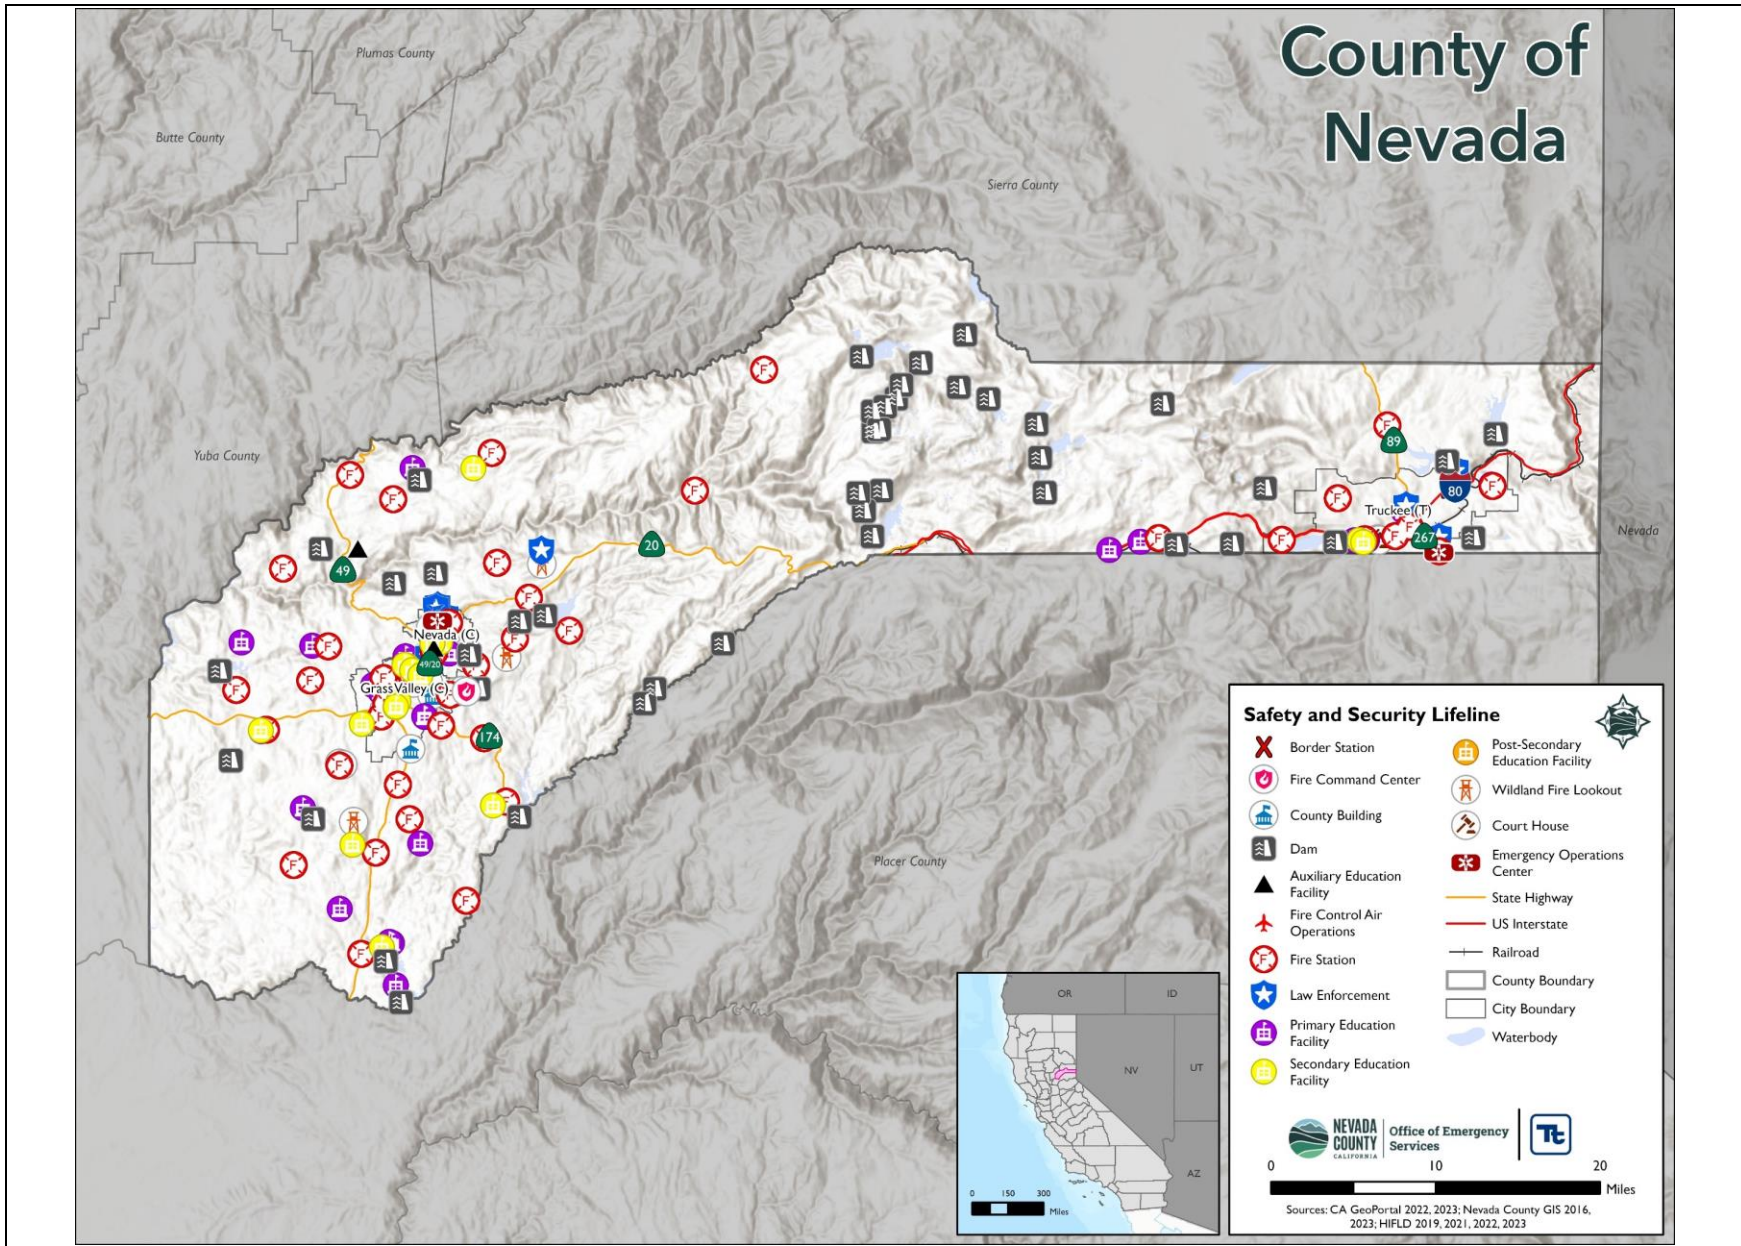 County of
Nevada
Plumas County
Butte County
Sierra County
Yuba County
Nevada
Placer County
89
80
Truckee (T)
267
20
49
Nevada (C)
49/20
Grass Valley (C)
174
Safety and Security Lifeline
Border Station
Fire Command Center
County Building
Dam
Auxiliary Education
Facility
Fire Control Air
Operations
Fire Station
Law Enforcement
Primary Education
Facility
Secondary Education
Facility
Post-Secondary
Education Facility
Wildland Fire Lookout
Court House
Emergency Operations
Center
State Highway
US Interstate
Railroad
County Boundary
City Boundary
Waterbody
NEVADA
COUNTY
CALIFORNIA
Office of Emergency
Services
Tt
0 10 20
Miles
Sources: CA GeoPortal 2022, 2023; Nevada County GIS 2016,
2023; HIFLD 2019, 2021, 2022, 2023
OR
ID
NV
UT
AZ
0 150 300
Miles